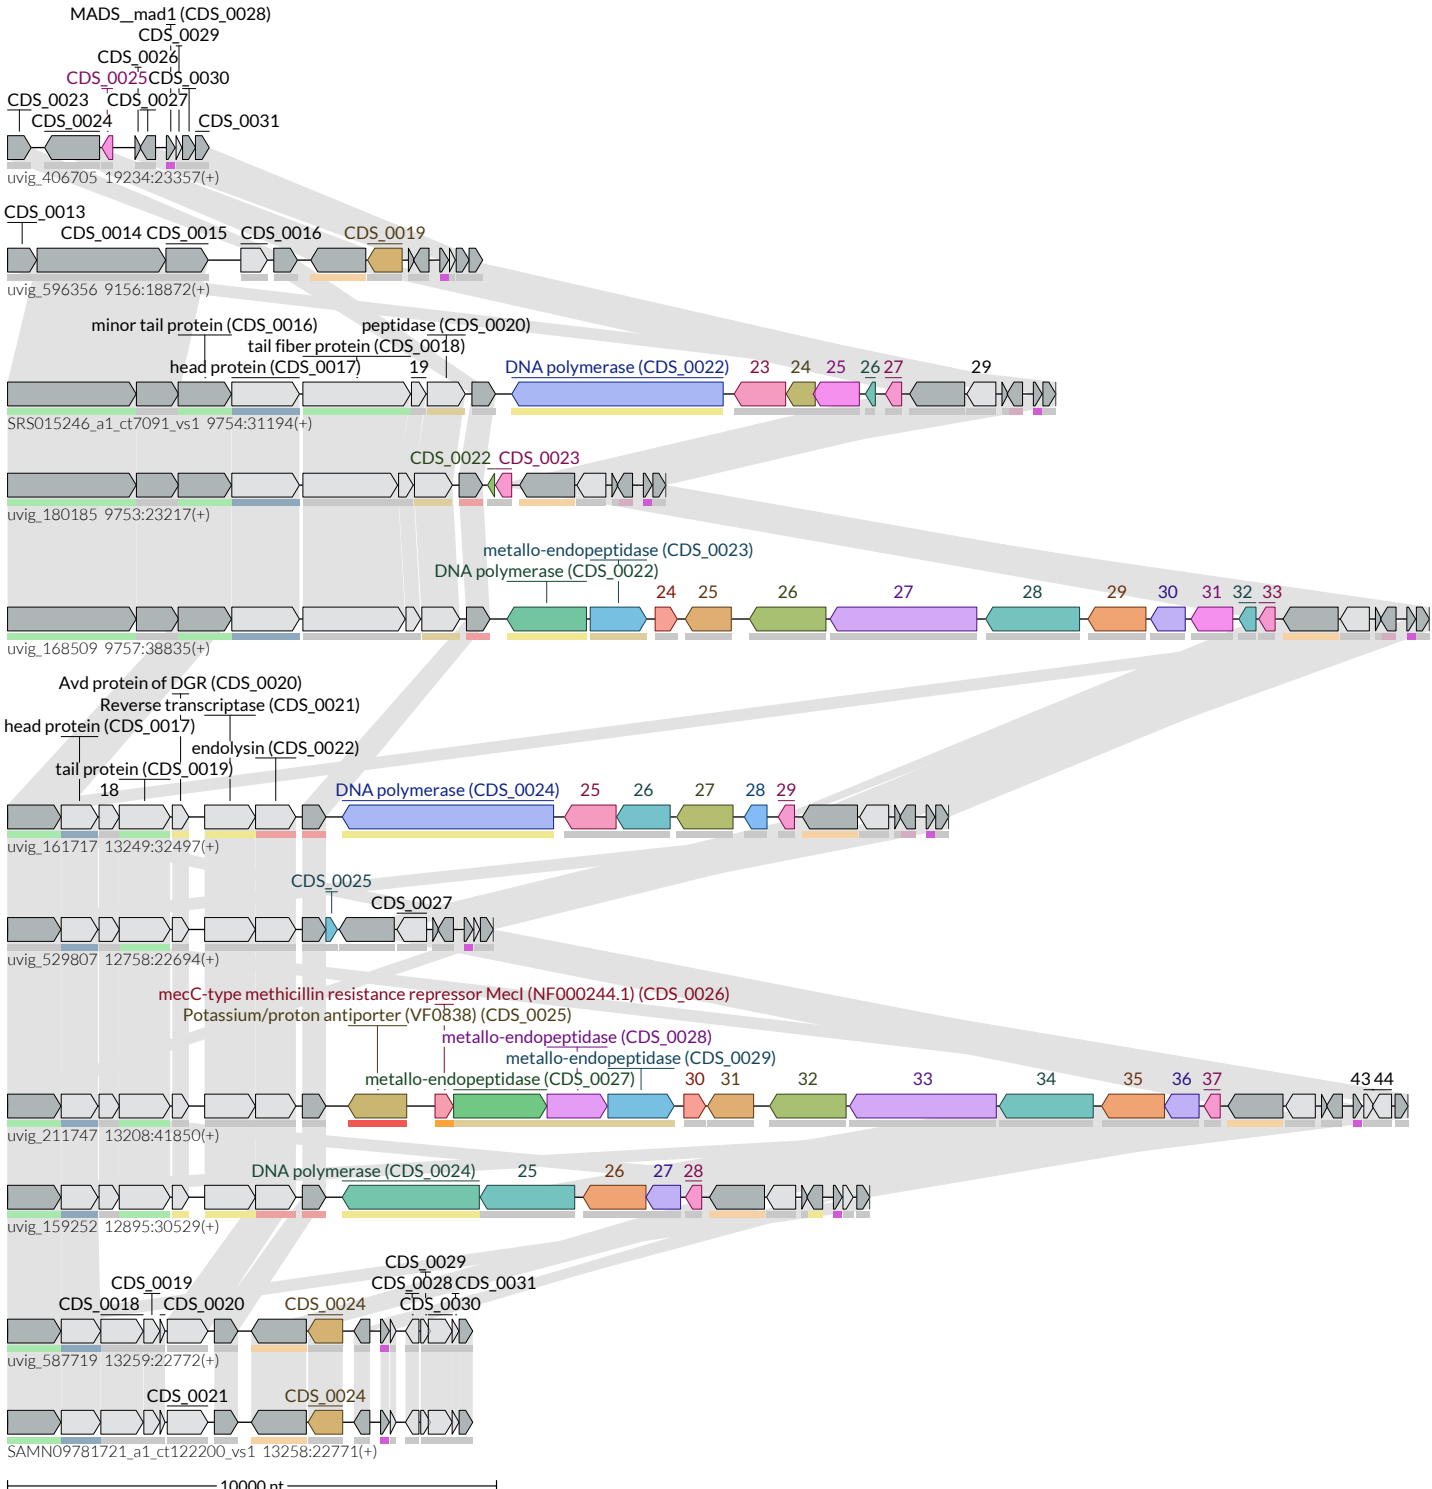 MADS__mad1 (CDS_0028)
CDS_0029
CDS_0026
CDS_0025 CDS_0030
CDS_0023 CDS_0027
CDS_0024 CDS_0031
uvig_406705 19234:23357(+)
CDS_0013
CDS_0014 CDS_0015 CDS_0016 CDS_0019
uvig_596356 9156:18872(+)
minor tail protein (CDS_0016) peptidase (CDS_0020)
tail fiber protein (CDS_0018)
head protein (CDS_0017) 19 DNA polymerase (CDS_0022) 23 24 25 26 27 29
SRS015246_a1_ct7091_vs1 9754:31194(+)
CDS_0022 CDS_0023
uvig_180185 9753:23217(+)
metallo-endopeptidase (CDS_0023)
DNA polymerase (CDS_0022)
24 25 26 27 28 29 30 31 32 33
uvig_168509 9757:38835(+)
Avd protein of DGR (CDS_0020)
Reverse transcriptase (CDS_0021)
head protein (CDS_0017)
endolysin (CDS_0022)
tail protein (CDS_0019)
18 DNA polymerase (CDS_0024) 25 26 27 28 29
uvig_161717 13249:32497(+)
CDS_0025
CDS_0027
uvig_529807 12758:22694(+)
mecC-type methicillin resistance repressor MecI (NF000244.1) (CDS_0026)
Potassium/proton antiporter (VF0838) (CDS_0025)
metallo-endopeptidase (CDS_0028)
metallo-endopeptidase (CDS_0029)
metallo-endopeptidase (CDS_0027) 30 31 32 33 34 35 36 37 43 44
uvig_211747 13208:41850(+)
DNA polymerase (CDS_0024) 25 26 27 28
uvig_159252 12895:30529(+)
CDS_0029
CDS_0019 CDS_0028 CDS_0031
CDS_0018 CDS_0020 CDS_0024 CDS_0030
uvig_587719 13259:22772(+)
CDS_0021 CDS_0024
SAMN09781721_a1_ct122200_vs1 13258:22771(+)
10000 nt